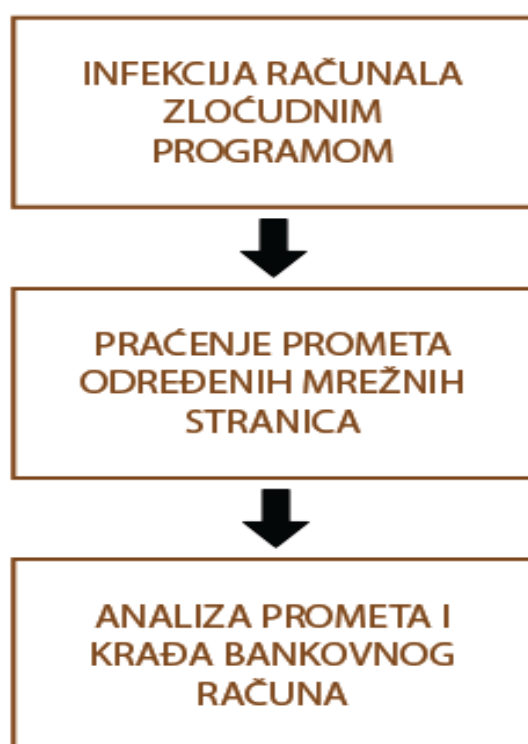 INFEKCIJA RAČUNALA
ZLOĆUDNIM
PROGRAMOM
PRAĆENJE PROMETA
ODREĐENIH MREŽNIH
STRANICA
ANALIZA PROMETA I
KRAĐA BANKOVNOG
RAČUNA